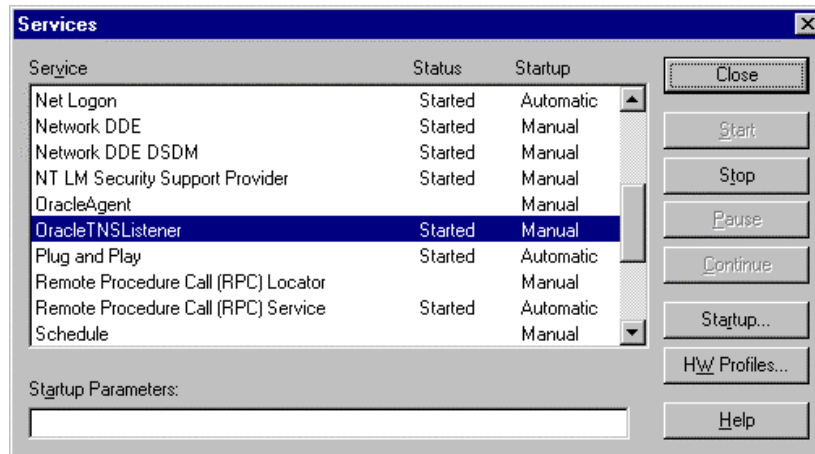 Services
Service Status Startup
Net Logon Started Automatic
Network DDE Started Manual
Network DDE DSDM Started Manual
NT LM Security Support Provider Started Manual
OracleAgent Manual
OracleTNSListener Started Manual
Plug and Play Started Automatic
Remote Procedure Call (RPC) Locator Manual
Remote Procedure Call (RPC) Service Started Automatic
Schedule Manual
Startup Parameters:
Close
Start
Stop
Pause
Continue
Startup...
HW Profiles...
Help